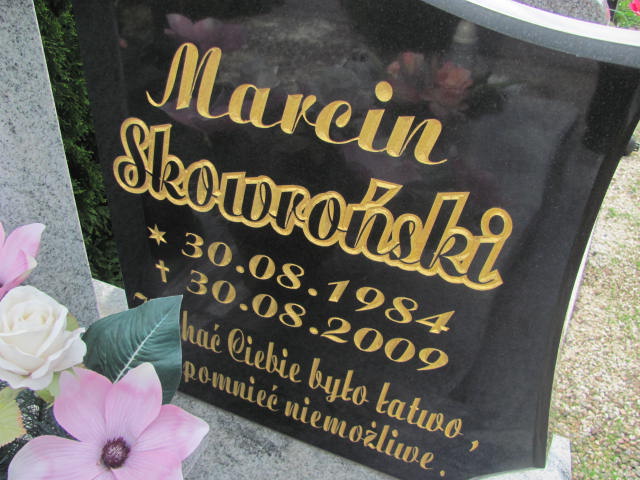 Marcin
Skowroński
* 30.08.1984
✝ 30.08.2009
hać Ciebie było łatwo,
pomnieć niemożliwe.